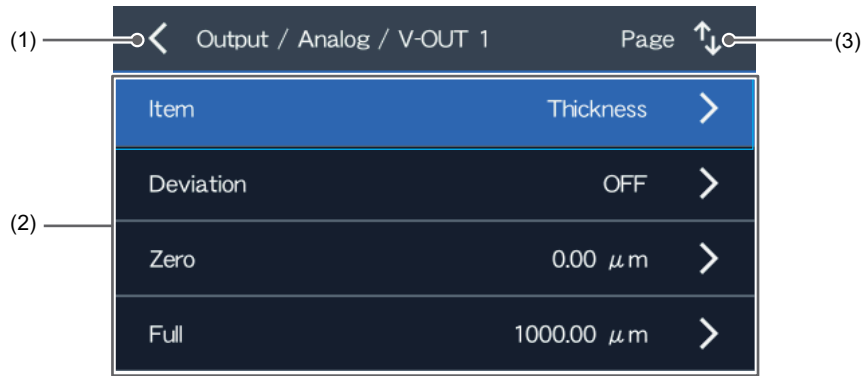 (1) Output / Analog / V-OUT 1 Page (3)
Item Thickness
Deviation OFF
(2)
Zero 0.00 μm
Full 1000.00 μm